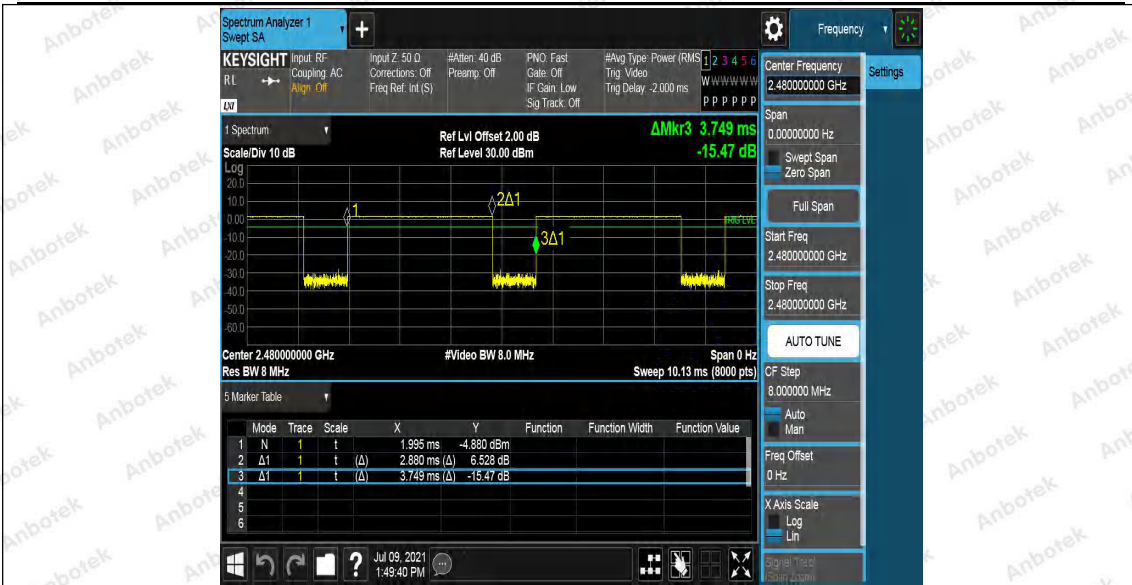 Spectrum Analyzer 1
Swept SA
+
Frequency
KEYSIGHT
RL
LXI
Input: RF
Coupling: AC
Align: Off
Input Z: 50 Ω
Corrections: Off
Freq Ref: Int (S)
#Atten: 40 dB
Preamp: Off
PNO: Fast
Gate: Off
IF Gain: Low
Sig Track: Off
#Avg Type: Power (RMS
Trig: Video
Trig Delay: -2.000 ms
1 2 3 4 5 6
W W W W W W
P P P P P P
Center Frequency
2.480000000 GHz
Settings
Span
0.00000000 Hz
Swept Span
Zero Span
Full Span
Start Freq
2.480000000 GHz
Stop Freq
2.480000000 GHz
AUTO TUNE
CF Step
8.000000 MHz
Auto
Man
Freq Offset
0 Hz
X Axis Scale
Log
Lin
1 Spectrum
Scale/Div 10 dB
Ref Lvl Offset 2.00 dB
Ref Level 30.00 dBm
ΔMkr3 3.749 ms
-15.47 dB
Log
20.0
10.0
0.00
-10.0
-20.0
-30.0
-40.0
-50.0
-60.0
1
2Δ1
3Δ1
TRIG LVL
Center 2.480000000 GHz
Res BW 8 MHz
#Video BW 8.0 MHz
Span 0 Hz
Sweep 10.13 ms (8000 pts)
5 Marker Table
Mode Trace Scale X Y Function Function Width Function Value
1 N 1 t 1.995 ms -4.880 dBm
2 Δ1 1 t (Δ) 2.880 ms (Δ) 6.528 dB
3 Δ1 1 t (Δ) 3.749 ms (Δ) -15.47 dB
4
5
6
?
Jul 09, 2021
1:49:40 PM
Anbotek